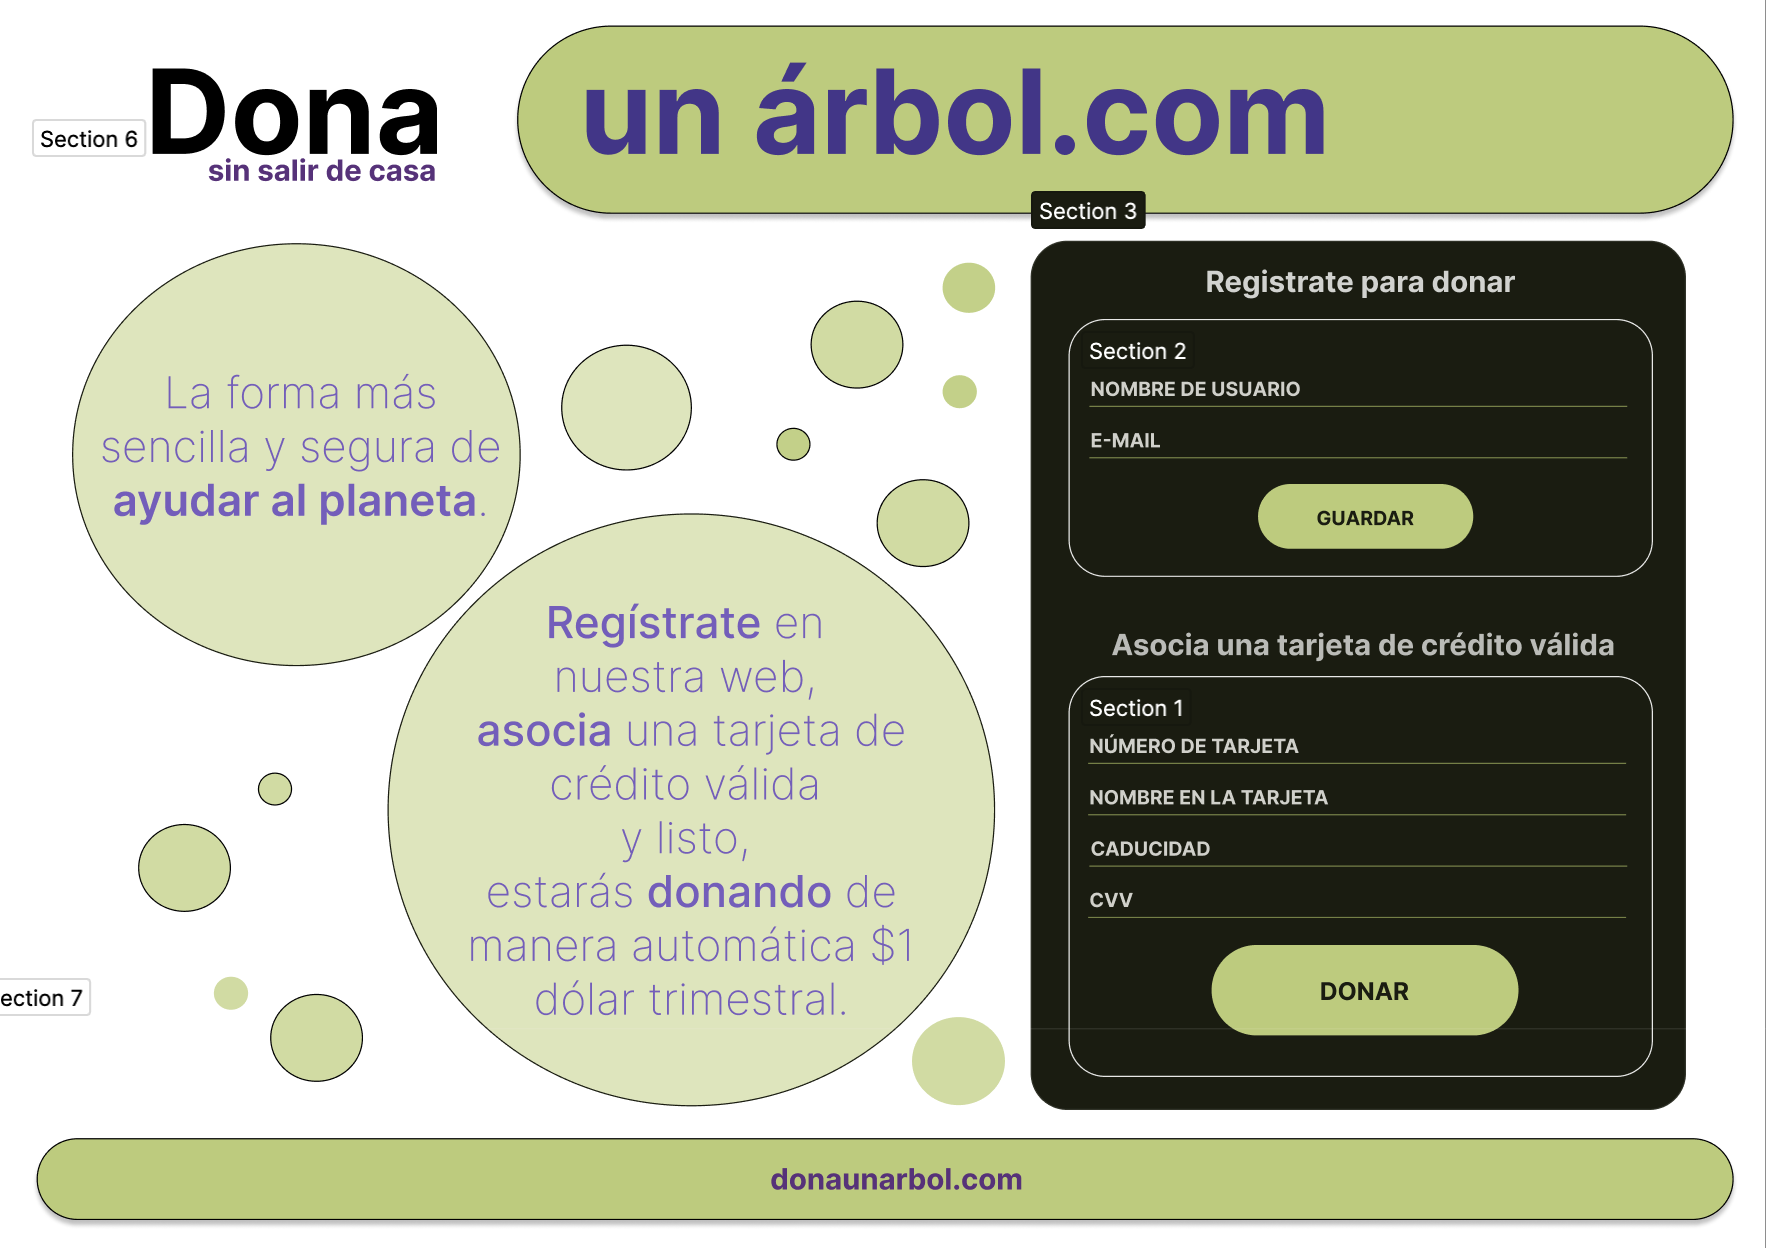 Section 6
Dona
sin salir de casa
un árbol.com
Section 3
La forma más
sencilla y segura de
ayudar al planeta.
Regístrate en
nuestra web,
asocia una tarjeta de
crédito válida
y listo,
estarás donando de
manera automática $1
dólar trimestral.
ection 7
Registrate para donar
Section 2
NOMBRE DE USUARIO
E-MAIL
GUARDAR
Asocia una tarjeta de crédito válida
Section 1
NÚMERO DE TARJETA
NOMBRE EN LA TARJETA
CADUCIDAD
CVV
DONAR
donaunarbol.com